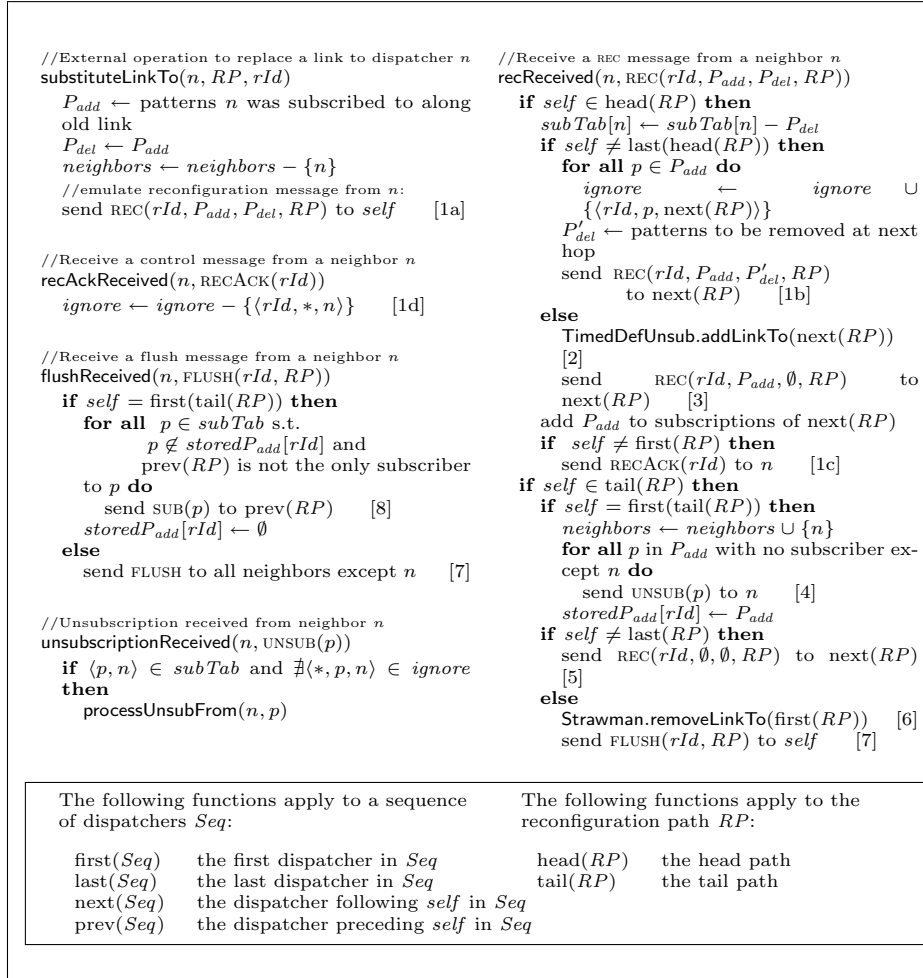 //External operation to replace a link to dispatcher n
substituteLinkTo(n, RP, rId)
P_add ← patterns n was subscribed to along
old link
P_del ← P_add
neighbors ← neighbors − {n}
//emulate reconfiguration message from n:
send REC(rId, P_add, P_del, RP) to self [1a]
//Receive a control message from a neighbor n
recAckReceived(n, RECACK(rId))
ignore ← ignore − {⟨rId, ∗, n⟩} [1d]
//Receive a flush message from a neighbor n
flushReceived(n, FLUSH(rId, RP))
if self = first(tail(RP)) then
for all p ∈ subTab s.t.
p ∉ storedP_add[rId] and
prev(RP) is not the only subscriber
to p do
send SUB(p) to prev(RP) [8]
storedP_add[rId] ← ∅
else
send FLUSH to all neighbors except n [7]
//Unsubscription received from neighbor n
unsubscriptionReceived(n, UNSUB(p))
if ⟨p, n⟩ ∈ subTab and ∄⟨∗, p, n⟩ ∈ ignore
then
processUnsubFrom(n, p)
//Receive a REC message from a neighbor n
recReceived(n, REC(rId, P_add, P_del, RP))
if self ∈ head(RP) then
subTab[n] ← subTab[n] − P_del
if self ≠ last(head(RP)) then
for all p ∈ P_add do
ignore ← ignore ∪
{⟨rId, p, next(RP)⟩}
P′_del ← patterns to be removed at next
hop
send REC(rId, P_add, P′_del, RP)
to next(RP) [1b]
else
TimedDefUnsub.addLinkTo(next(RP))
[2]
send REC(rId, P_add, ∅, RP) to
next(RP) [3]
add P_add to subscriptions of next(RP)
if self ≠ first(RP) then
send RECACK(rId) to n [1c]
if self ∈ tail(RP) then
if self = first(tail(RP)) then
neighbors ← neighbors ∪ {n}
for all p in P_add with no subscriber ex-
cept n do
send UNSUB(p) to n [4]
storedP_add[rId] ← P_add
if self ≠ last(RP) then
send REC(rId, ∅, ∅, RP) to next(RP)
[5]
else
Strawman.removeLinkTo(first(RP)) [6]
send FLUSH(rId, RP) to self [7]
The following functions apply to a sequence
of dispatchers Seq:
first(Seq) the first dispatcher in Seq
last(Seq) the last dispatcher in Seq
next(Seq) the dispatcher following self in Seq
prev(Seq) the dispatcher preceding self in Seq
The following functions apply to the
reconfiguration path RP:
head(RP) the head path
tail(RP) the tail path